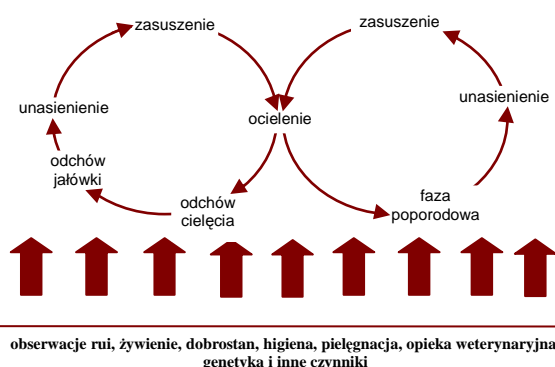 zasuszenie
zasuszenie
unasienienie
unasienienie
ocielenie
odchów
jałówki
odchów
cielęcia
faza
poporodowa
obserwacje rui, żywienie, dobrostan, higiena, pielęgnacja, opieka weterynaryjna
genetyka i inne czynniki